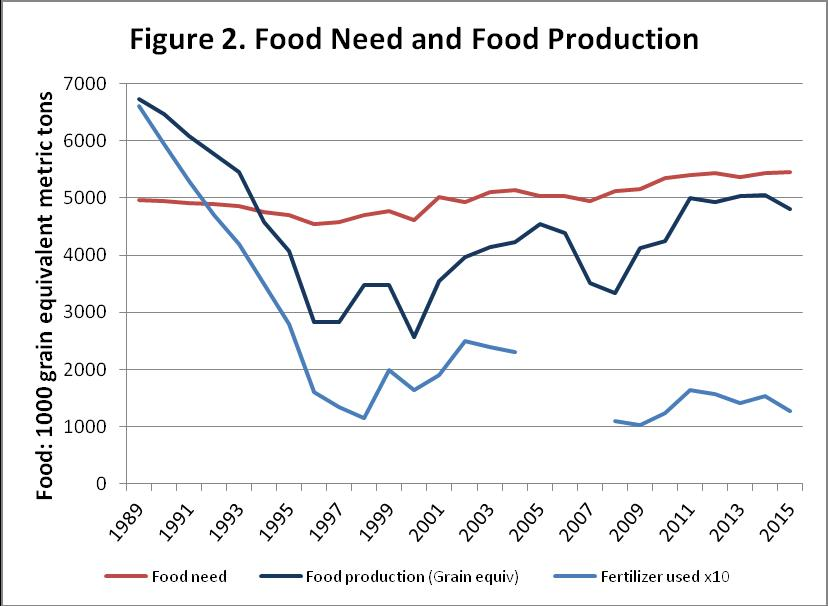 Figure 2. Food Need and Food Production
Food: 1000 grain equivalent metric tons
7000
6000
5000
4000
3000
2000
1000
0
1989 1991 1993 1995 1997 1999 2001 2003 2005 2007 2009 2011 2013 2015
Food need Food production (Grain equiv) Fertilizer used x10